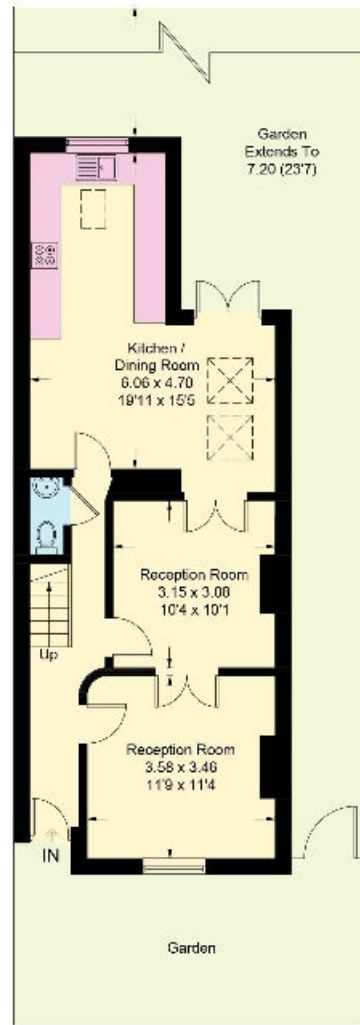 Garden
Extends To
7.20 (23'7)
Kitchen /
Dining Room
6.06 x 4.70
19'11 x 15'5
Reception Room
3.15 x 3.08
10'4 x 10'1
Up
Reception Room
3.58 x 3.46
11'9 x 11'4
IN
Garden